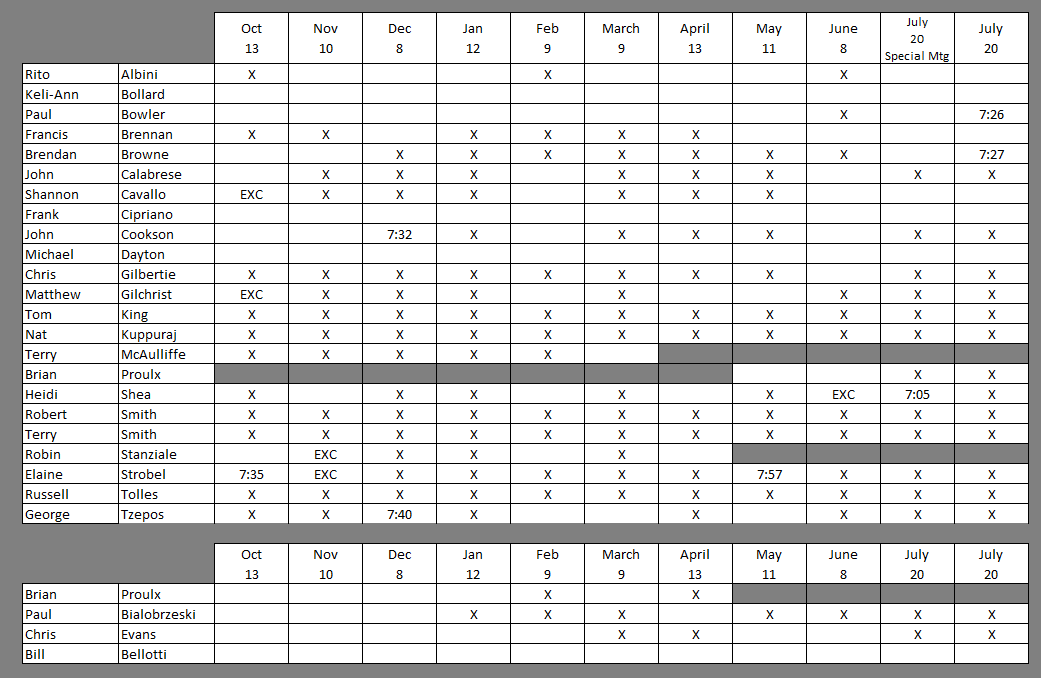 Oct Nov Dec Jan Feb March April May June July July
13 10 8 12 9 9 13 11 8 20 20
Special Mtg
Rito Albini X X X
Keli-Ann Bollard
Paul Bowler X 7:26
Francis Brennan X X X X X X
Brendan Browne X X X X X X X 7:27
John Calabrese X X X X X X X X
Shannon Cavallo EXC X X X X X X
Frank Cipriano
John Cookson 7:32 X X X X X X
Michael Dayton
Chris Gilbertie X X X X X X X X X X
Matthew Gilchrist EXC X X X X X X X
Tom King X X X X X X X X X X X
Nat Kuppuraj X X X X X X X X X X X
Terry McAulliffe X X X X X
Brian Proulx X X
Heidi Shea X X X X X EXC 7:05 X
Robert Smith X X X X X X X X X X X
Terry Smith X X X X X X X X X X X
Robin Stanziale EXC X X X
Elaine Strobel 7:35 EXC X X X X X 7:57 X X X
Russell Tolles X X X X X X X X X X X
George Tzepos X X 7:40 X X X X X
Oct Nov Dec Jan Feb March April May June July July
13 10 8 12 9 9 13 11 8 20 20
Brian Proulx X X
Paul Bialobrzeski X X X X X X X
Chris Evans X X X X
Bill Bellotti